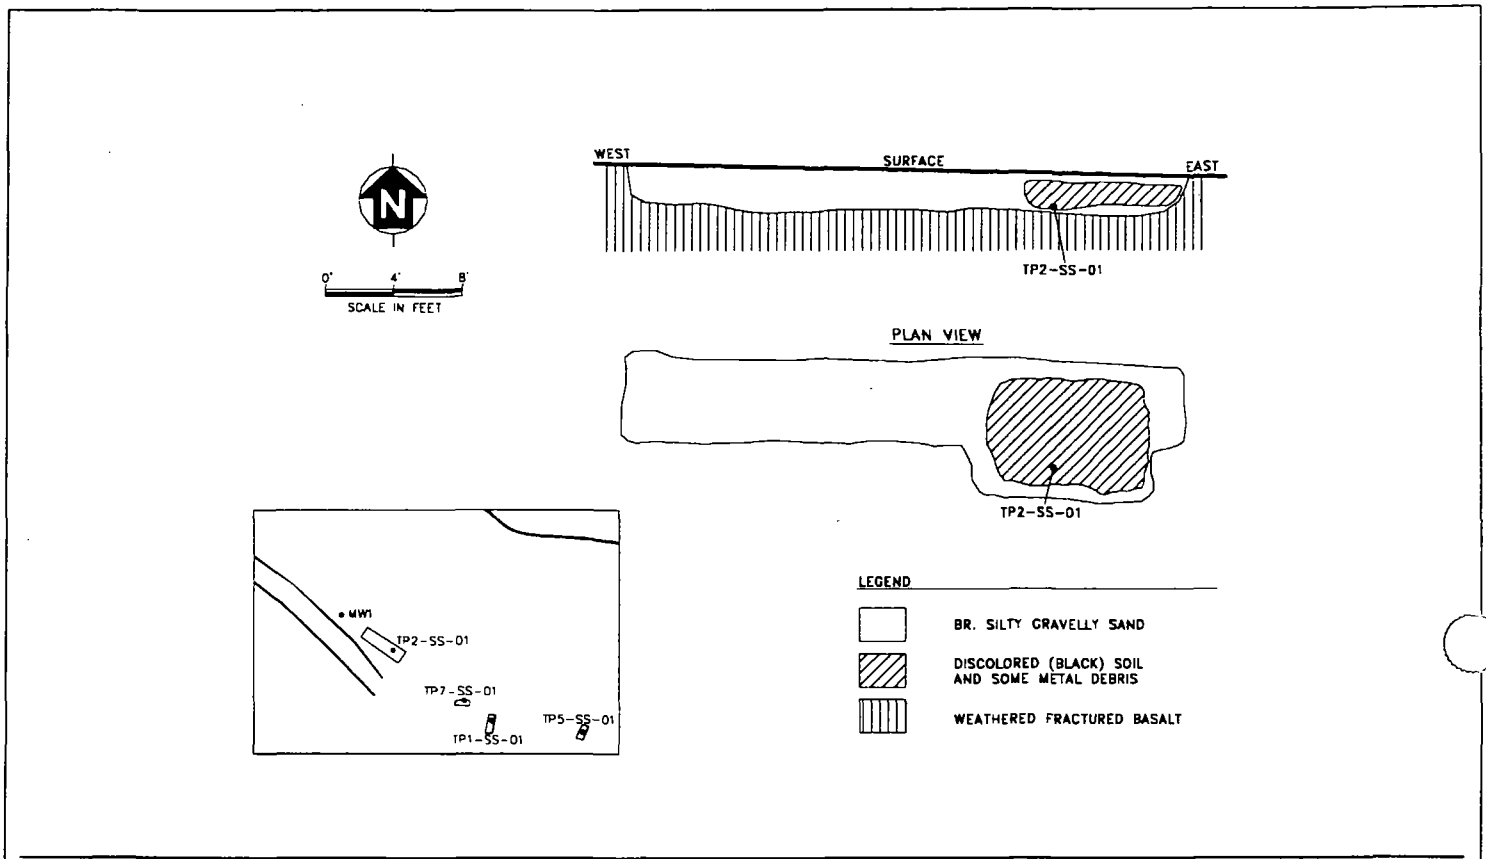 WEST
SURFACE
EAST
N
0' 4' 8'
SCALE IN FEET
TP2-SS-01
PLAN VIEW
TP2-SS-01
MW1
TP2-SS-01
TP7-SS-01
TP1-SS-01
TP5-SS-01
LEGEND
BR. SILTY GRAVELLY SAND
DISCOLORED (BLACK) SOIL
AND SOME METAL DEBRIS
WEATHERED FRACTURED BASALT